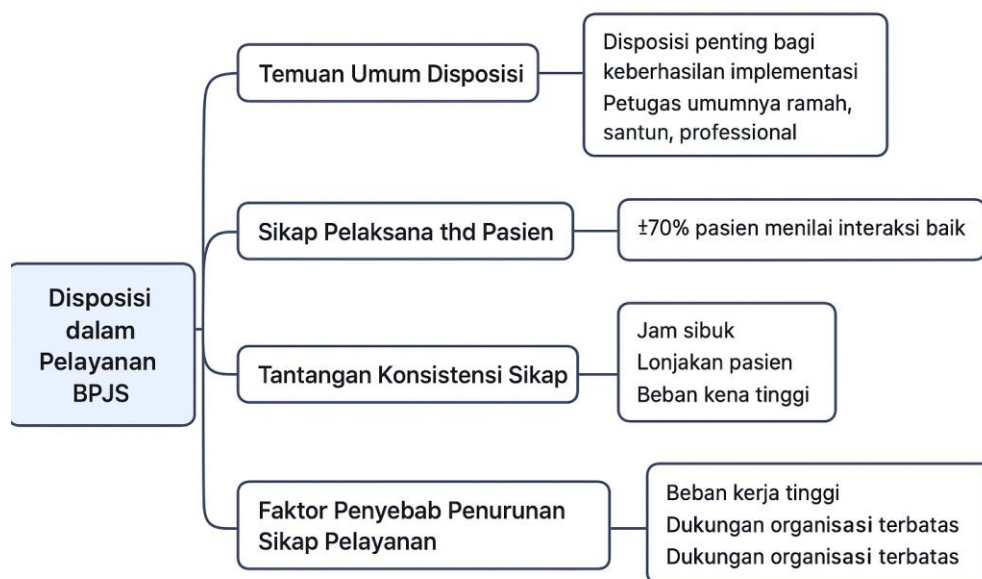 Temuan Umum Disposisi
Disposisi penting bagi
keberhasilan implementasi
Petugas umumnya ramah,
santun, professional
Sikap Pelaksana thd Pasien
±70% pasien menilai interaksi baik
Disposisi
dalam
Pelayanan
BPJS
Tantangan Konsistensi Sikap
Jam sibuk
Lonjakan pasien
Beban kena tinggi
Faktor Penyebab Penurunan
Sikap Pelayanan
Beban kerja tinggi
Dukungan organisasi terbatas
Dukungan organisasi terbatas